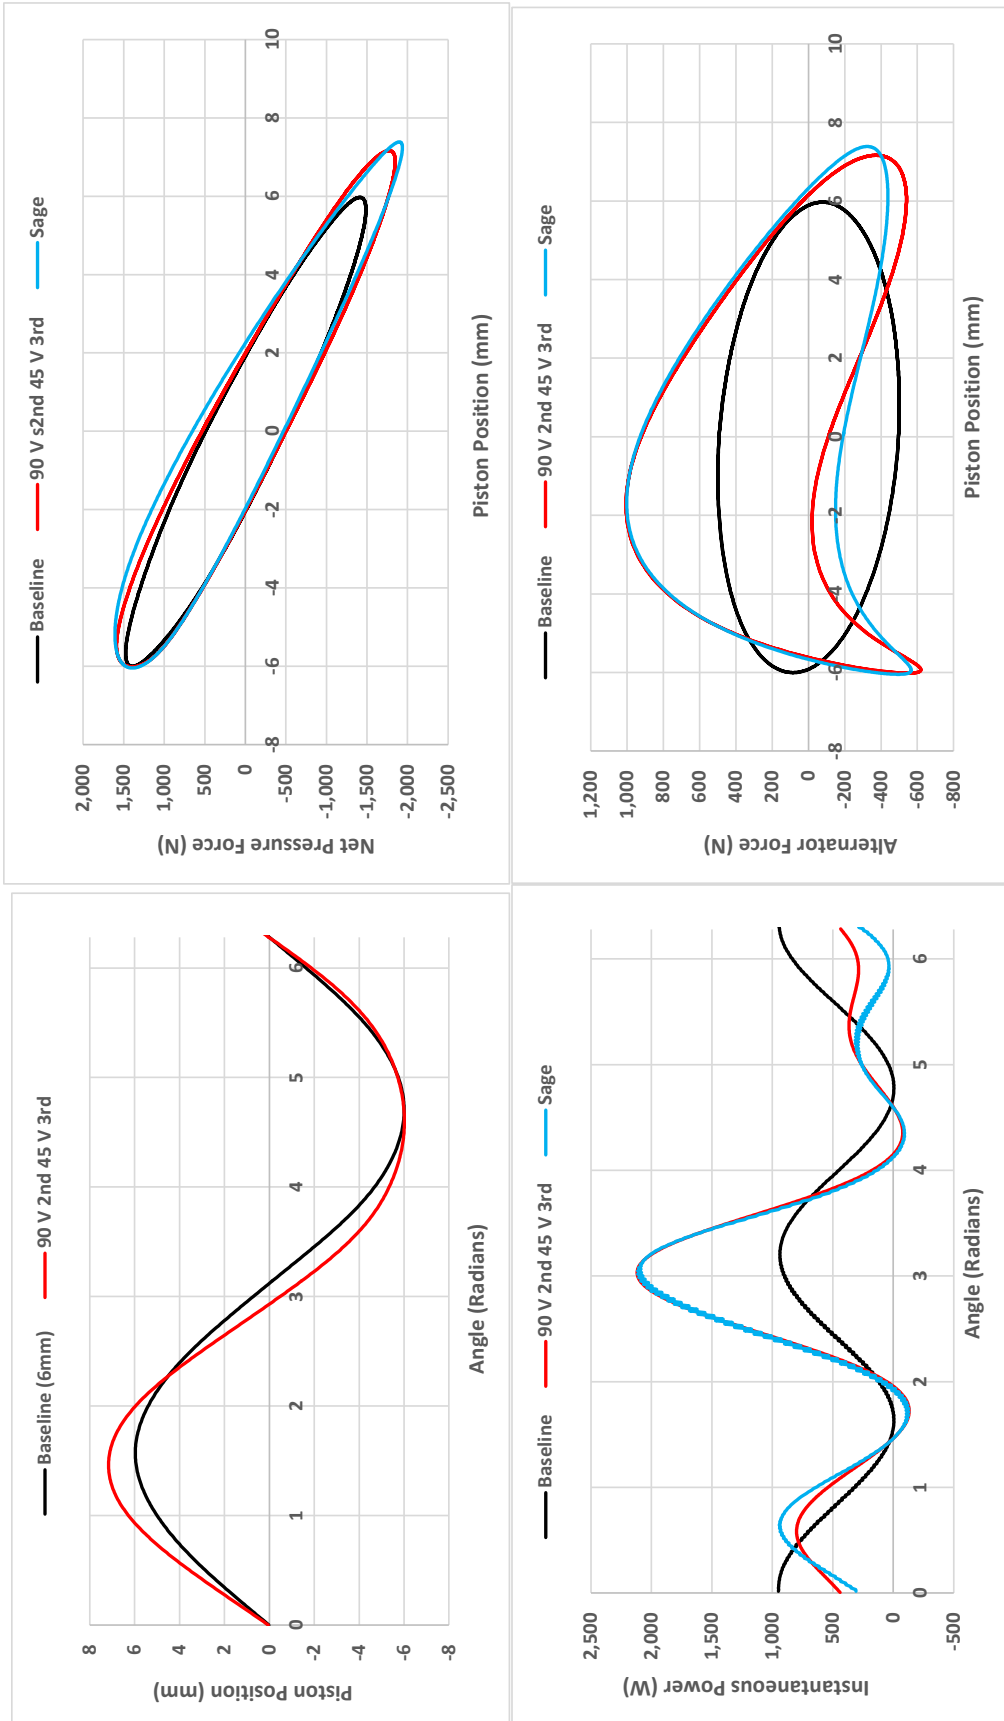 Baseline (6mm) 90 V 2nd 45 V 3rd
8
6
4
2
0
-2
-4
-6
-8
0 1 2 3 4 5 6
Piston Position (mm)
Angle (Radians)
Baseline 90 V s2nd 45 V 3rd Sage
2,000
1,500
1,000
500
0
-500
-1,000
-1,500
-2,000
-2,500
-8 -6 -4 -2 0 2 4 6 8 10
Net Pressure Force (N)
Piston Position (mm)
Baseline 90 V 2nd 45 V 3rd Sage
2,500
2,000
1,500
1,000
500
0
-500
0 1 2 3 4 5 6
Instantaneous Power (W)
Angle (Radians)
Baseline 90 V 2nd 45 V 3rd Sage
1,200
1,000
800
600
400
200
0
-200
-400
-600
-800
-8 -6 -4 -2 0 2 4 6 8 10
Alternator Force (N)
Piston Position (mm)